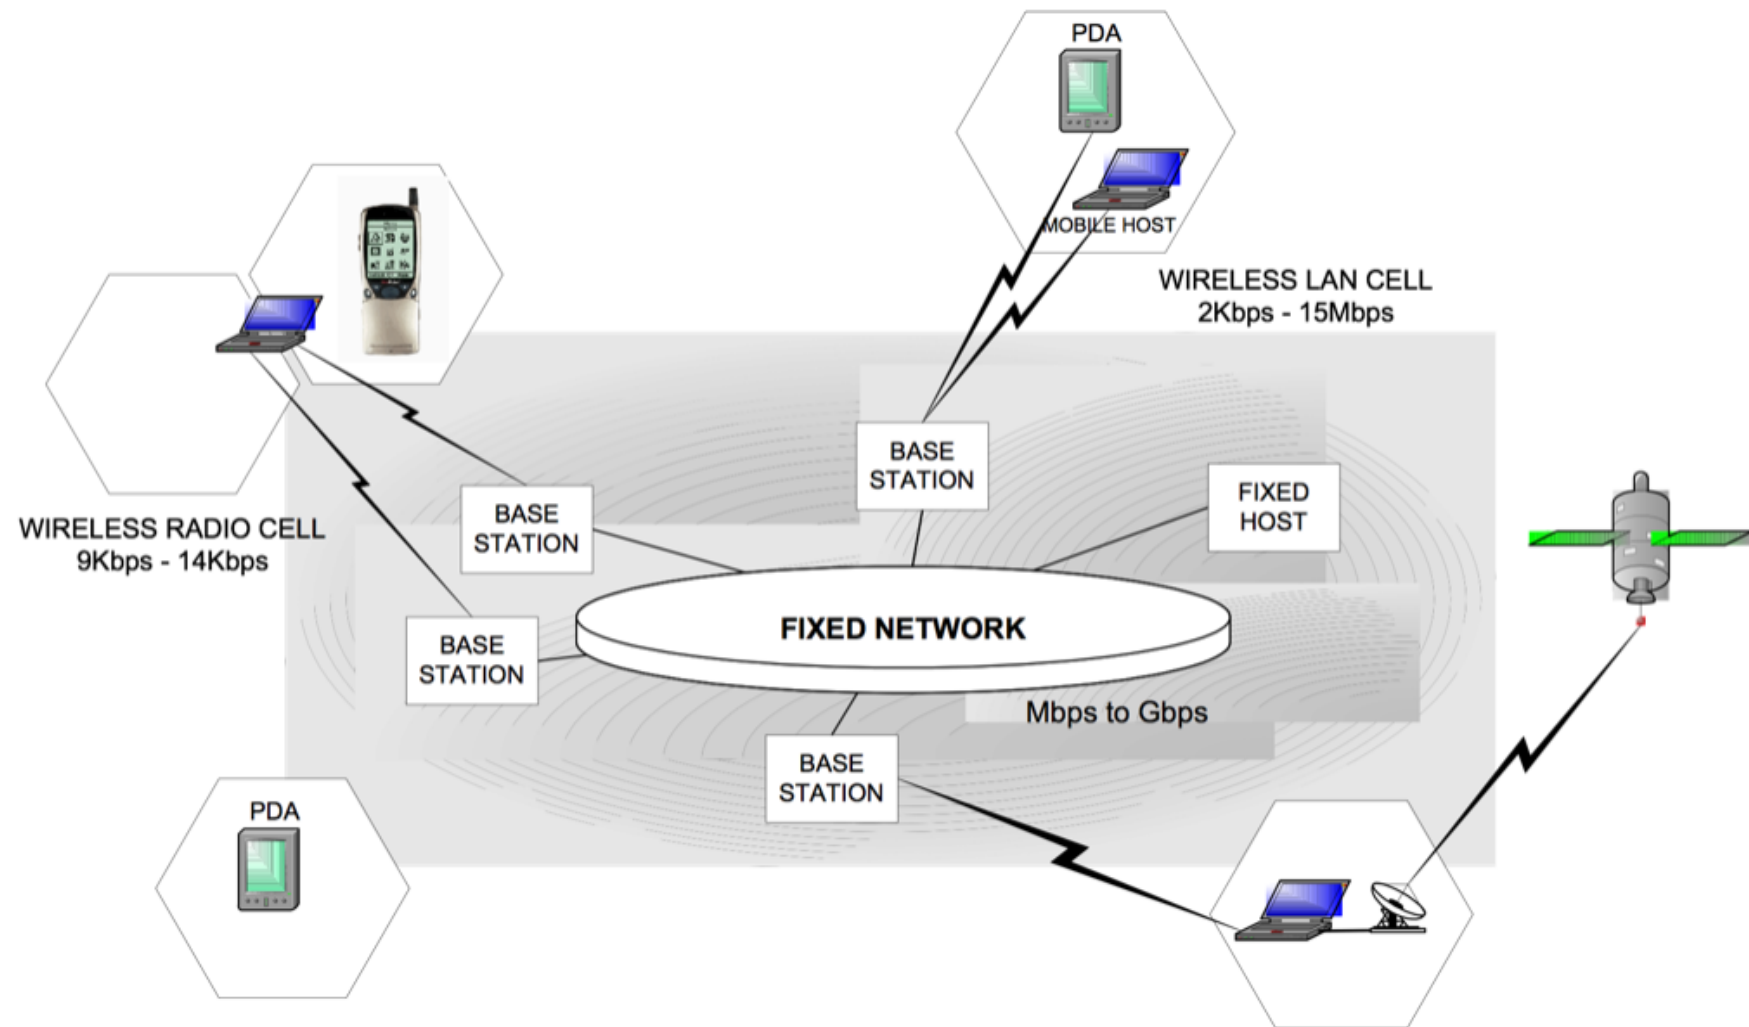 PDA
MOBILE HOST
WIRELESS LAN CELL
2Kbps - 15Mbps
BASE
STATION
FIXED
HOST
BASE
STATION
WIRELESS RADIO CELL
9Kbps - 14Kbps
BASE
STATION
FIXED NETWORK
Mbps to Gbps
BASE
STATION
PDA